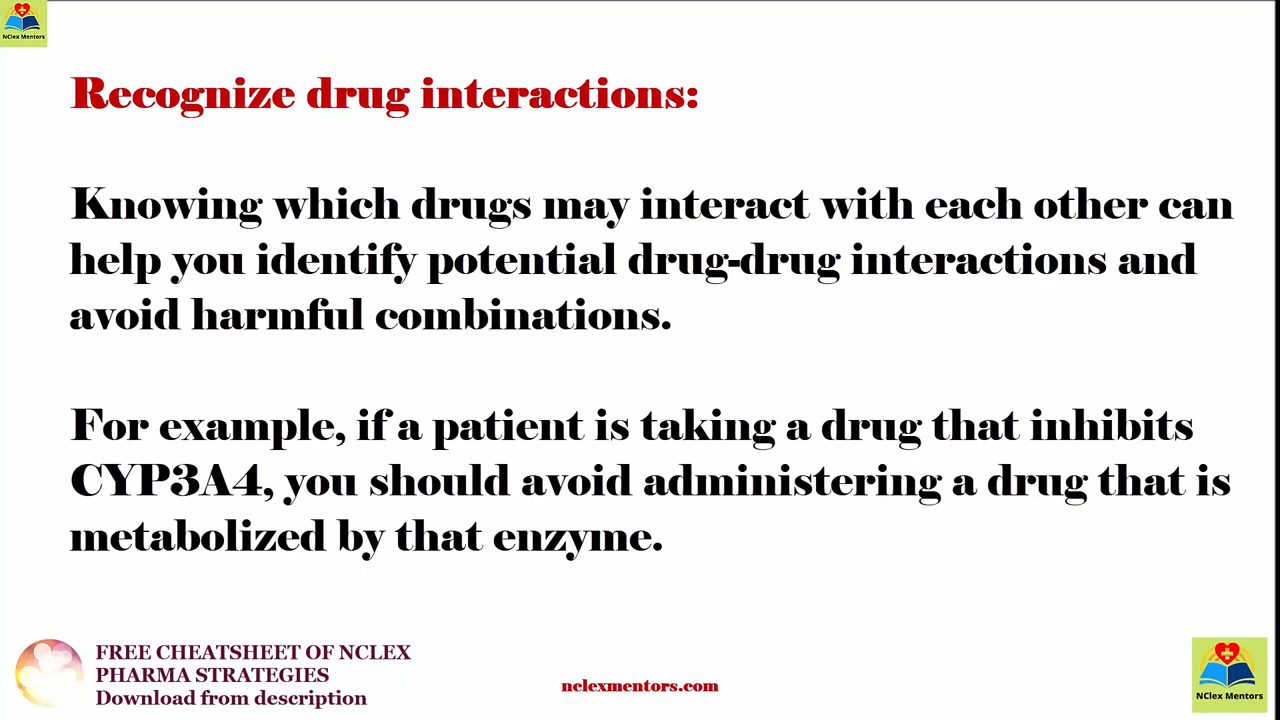 NClex Mentors
Recognize drug interactions:
Knowing which drugs may interact with each other can
help you identify potential drug-drug interactions and
avoid harmful combinations.
For example, if a patient is taking a drug that inhibits
CYP3A4, you should avoid administering a drug that is
metabolized by that enzyme.
FREE CHEATSHEET OF NCLEX
PHARMA STRATEGIES
Download from description
nclexmentors.com
NClex Mentors